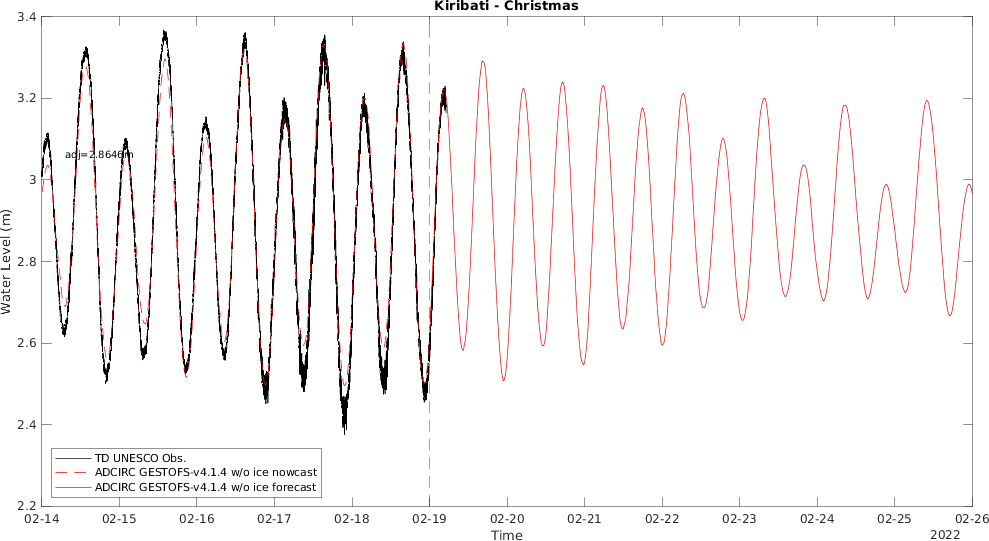 Kiribati - Christmas
3.4
3.2
3
2.8
2.6
2.4
2.2
Water Level (m)
adj=2.8646m
TD UNESCO Obs.
ADCIRC GESTOFS-v4.1.4 w/o ice nowcast
ADCIRC GESTOFS-v4.1.4 w/o ice forecast
02-14 02-15 02-16 02-17 02-18 02-19 02-20 02-21 02-22 02-23 02-24 02-25 02-26
Time
2022